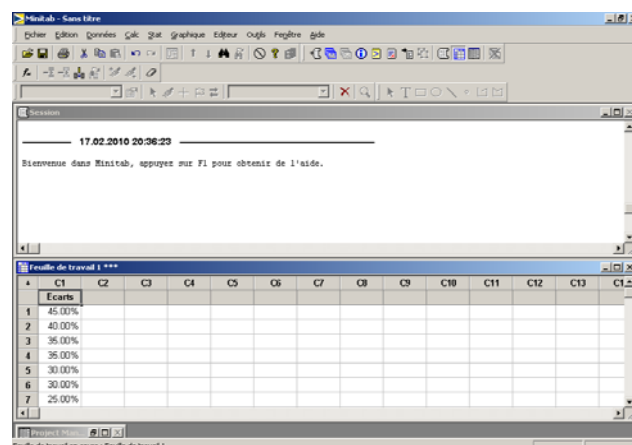 Minitab - Sans titre
Fichier Edition Données Calc Stat Graphique Editeur Outils Fenêtre Aide
Session
17.02.2010 20:36:23
Bienvenue dans Minitab, appuyez sur F1 pour obtenir de l'aide.
Feuille de travail 1 ***
C1 C2 C3 C4 C5 C6 C7 C8 C9 C10 C11 C12 C13
Ecarts
1 45.00%
2 40.00%
3 35.00%
4 35.00%
5 30.00%
6 30.00%
7 25.00%
Project Man...